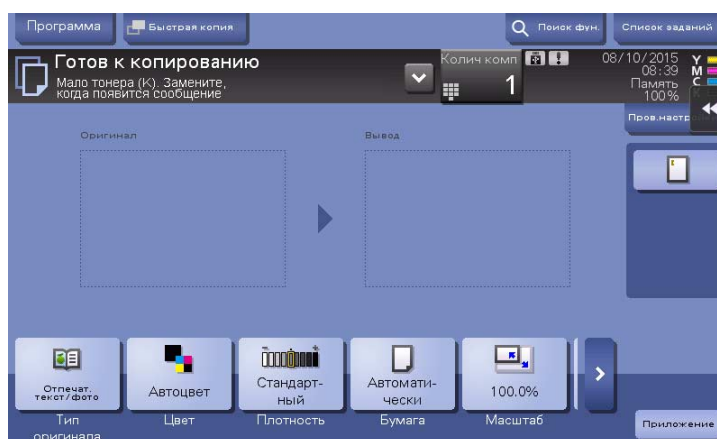 Программа
Быстрая копия
Поиск фун.
Список заданий
Готов к копированию
Мало тонера (K). Замените,
когда появится сообщение
Колич комп
1
08/10/2015
08:39
Память
100%
Y
M
C
K
Пров.настр
Оригинал
Вывод
Отпечат.
текст/фото
Автоцвет
Стандарт-
ный
Автомати-
чески
100.0%
Тип
оригинала
Цвет
Плотность
Бумага
Масштаб
Приложение